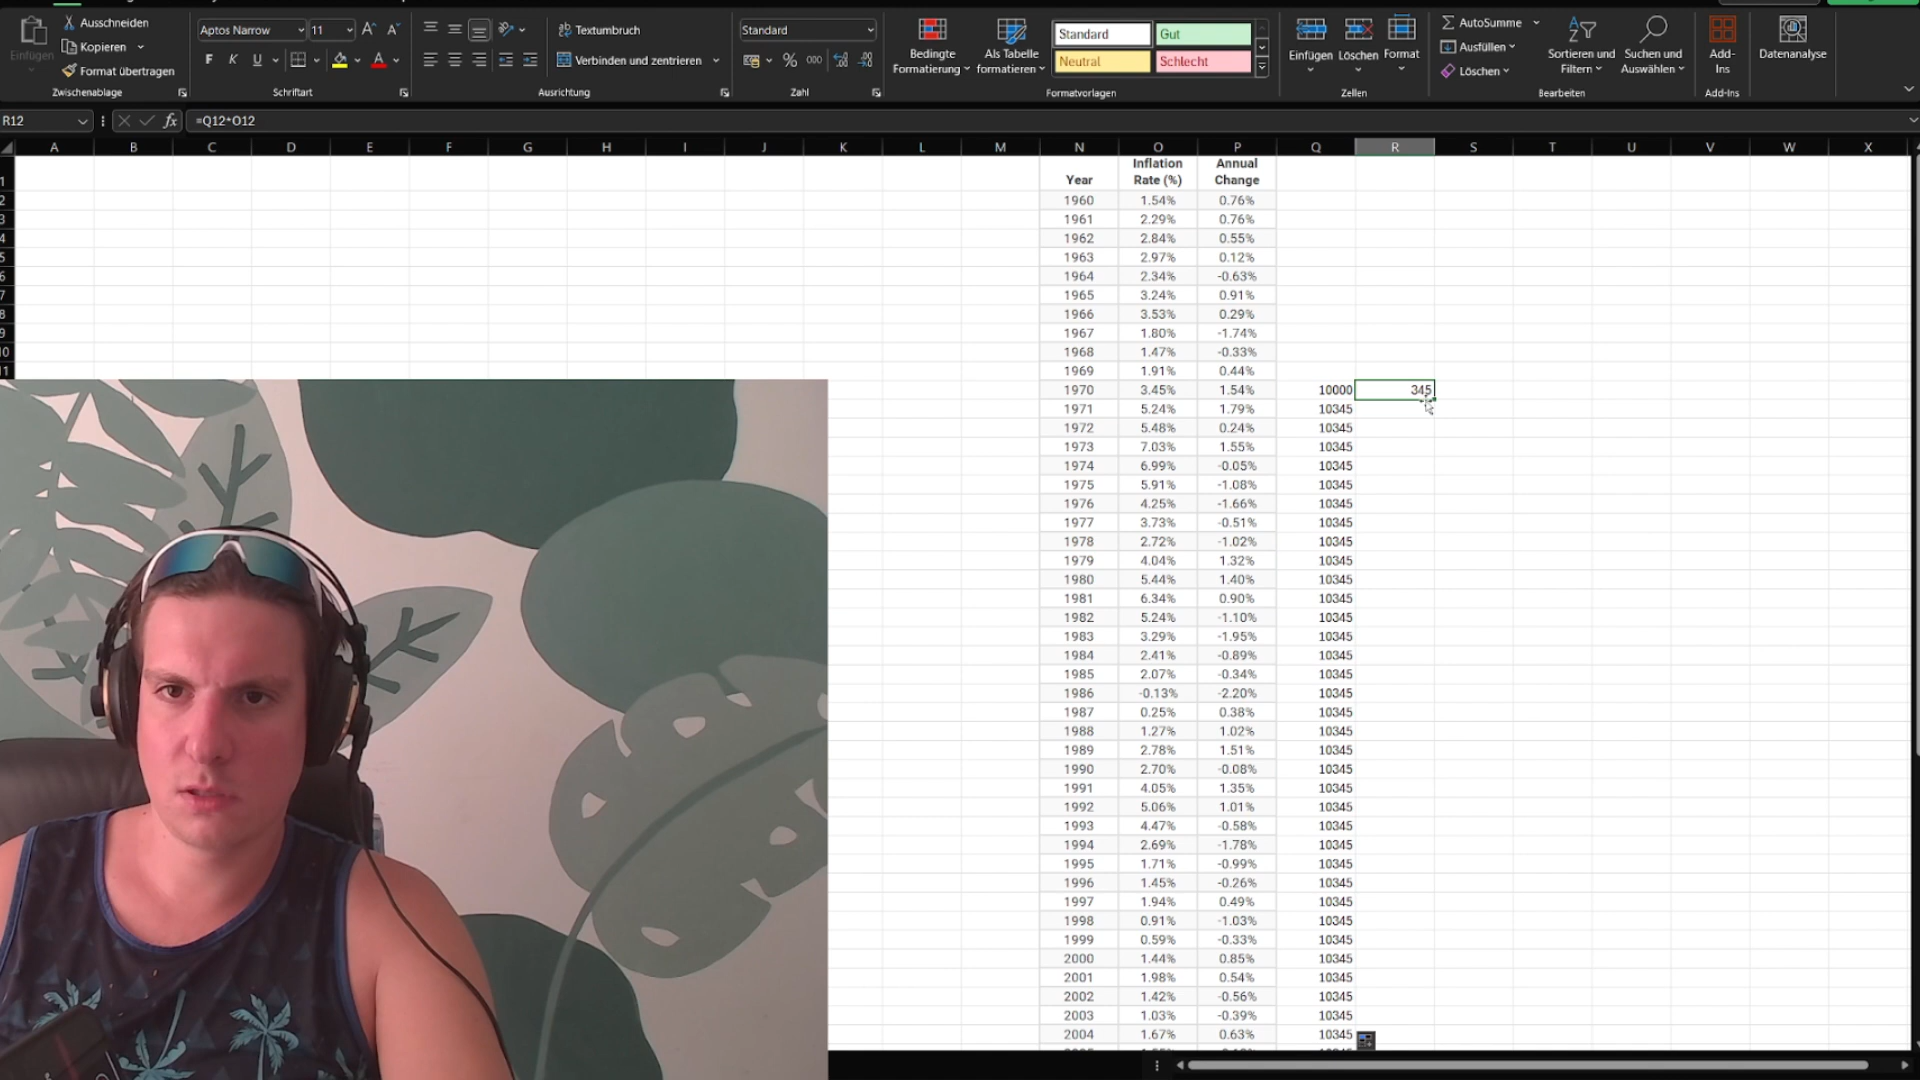 Ausschneiden
Kopieren
Format übertragen
Einfügen
Zwischenablage
Aptos Narrow 11 A A
F K U A
Schriftart
Textumbruch
Verbinden und zentrieren
Ausrichtung
Standard
% 000
Zahl
Bedingte Formatierung
Als Tabelle formatieren
Standard Gut
Neutral Schlecht
Formatvorlagen
Einfügen Löschen Format
Zellen
AutoSumme
Ausfüllen
Löschen
Sortieren und Filtern
Suchen und Auswählen
Bearbeiten
Add-Ins
Add-Ins
Datenanalyse
R12 fx =Q12*O12
A B C D E F G H I J K L M N O P Q R S T U V W X
1 Year Inflation Rate (%) Annual Change
2 1960 1.54% 0.76%
3 1961 2.29% 0.76%
4 1962 2.84% 0.55%
5 1963 2.97% 0.12%
6 1964 2.34% -0.63%
7 1965 3.24% 0.91%
8 1966 3.53% 0.29%
9 1967 1.80% -1.74%
10 1968 1.47% -0.33%
11 1969 1.91% 0.44%
1970 3.45% 1.54% 10000 345
1971 5.24% 1.79% 10345
1972 5.48% 0.24% 10345
1973 7.03% 1.55% 10345
1974 6.99% -0.05% 10345
1975 5.91% -1.08% 10345
1976 4.25% -1.66% 10345
1977 3.73% -0.51% 10345
1978 2.72% -1.02% 10345
1979 4.04% 1.32% 10345
1980 5.44% 1.40% 10345
1981 6.34% 0.90% 10345
1982 5.24% -1.10% 10345
1983 3.29% -1.95% 10345
1984 2.41% -0.89% 10345
1985 2.07% -0.34% 10345
1986 -0.13% -2.20% 10345
1987 0.25% 0.38% 10345
1988 1.27% 1.02% 10345
1989 2.78% 1.51% 10345
1990 2.70% -0.08% 10345
1991 4.05% 1.35% 10345
1992 5.06% 1.01% 10345
1993 4.47% -0.58% 10345
1994 2.69% -1.78% 10345
1995 1.71% -0.99% 10345
1996 1.45% -0.26% 10345
1997 1.94% 0.49% 10345
1998 0.91% -1.03% 10345
1999 0.59% -0.33% 10345
2000 1.44% 0.85% 10345
2001 1.98% 0.54% 10345
2002 1.42% -0.56% 10345
2003 1.03% -0.39% 10345
2004 1.67% 0.63% 10345